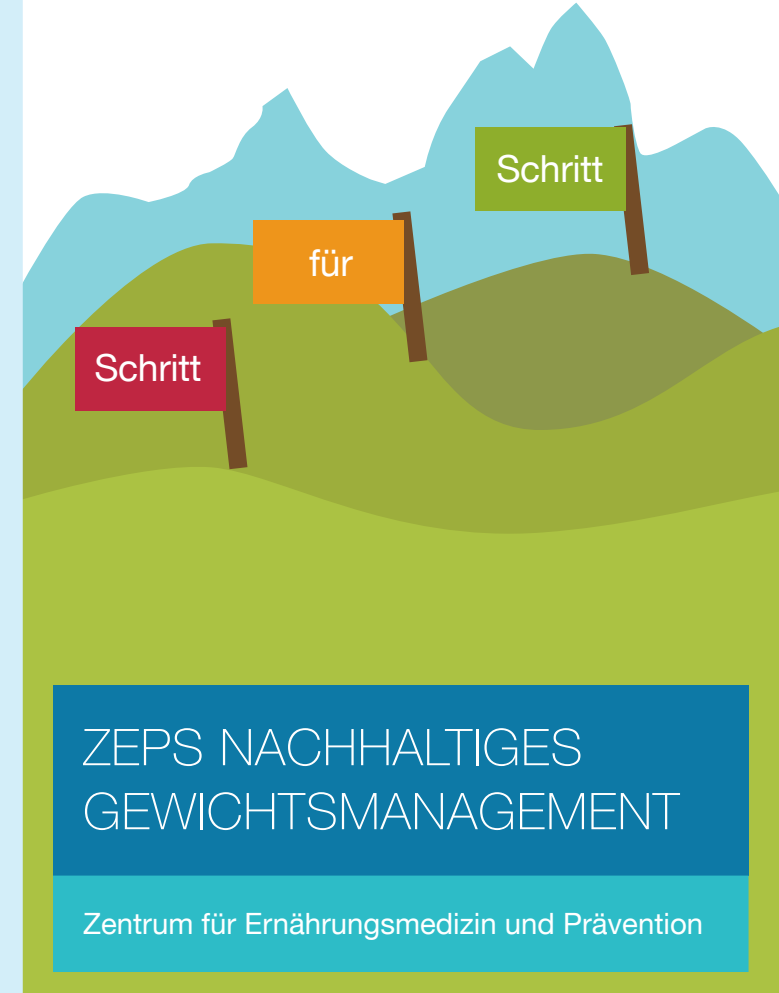 Schritt
für
Schritt
ZEPS NACHHALTIGES
GEWICHTSMANAGEMENT
Zentrum für Ernährungsmedizin und Prävention